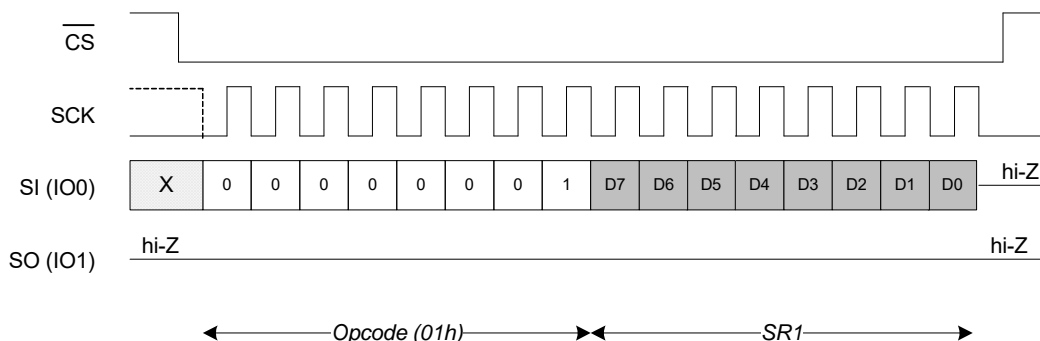 CS
SCK
SI (IO0) X 0 0 0 0 0 0 0 1 D7 D6 D5 D4 D3 D2 D1 D0 hi-Z
SO (IO1) hi-Z hi-Z
Opcode (01h) SR1